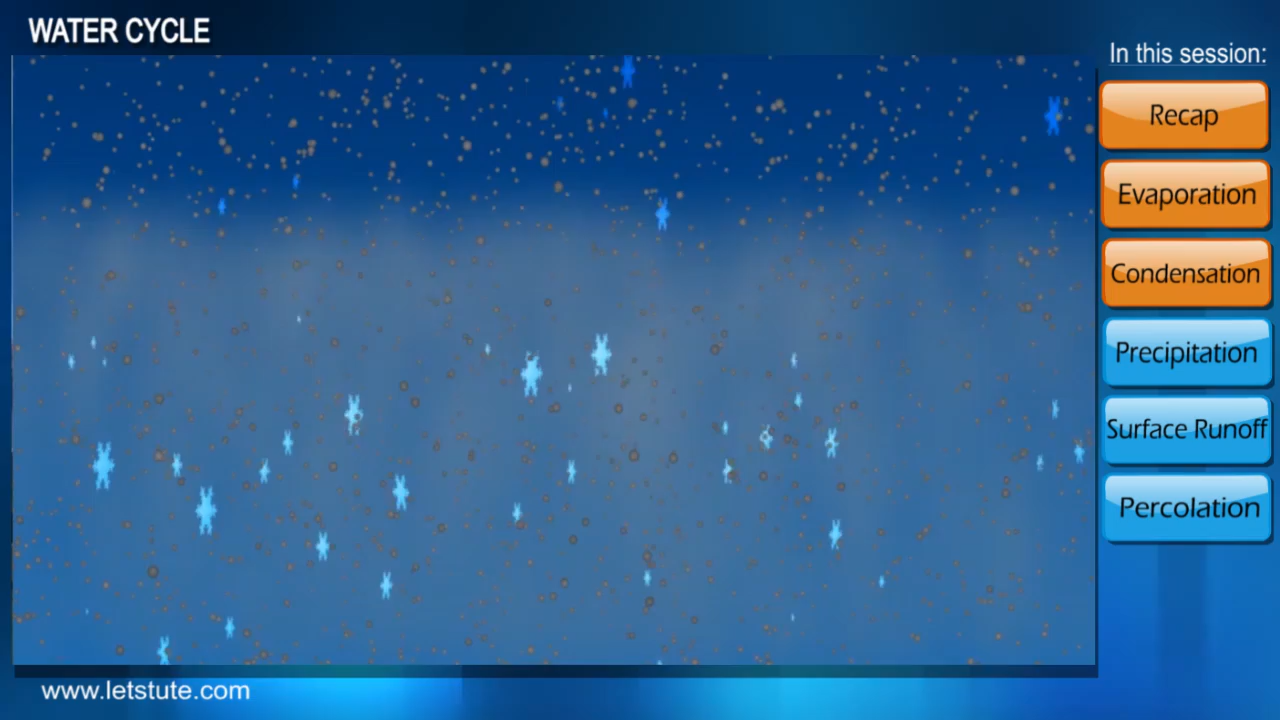 WATER CYCLE
In this session:
Recap
Evaporation
Condensation
Precipitation
Surface Runoff
Percolation
www.letstute.com